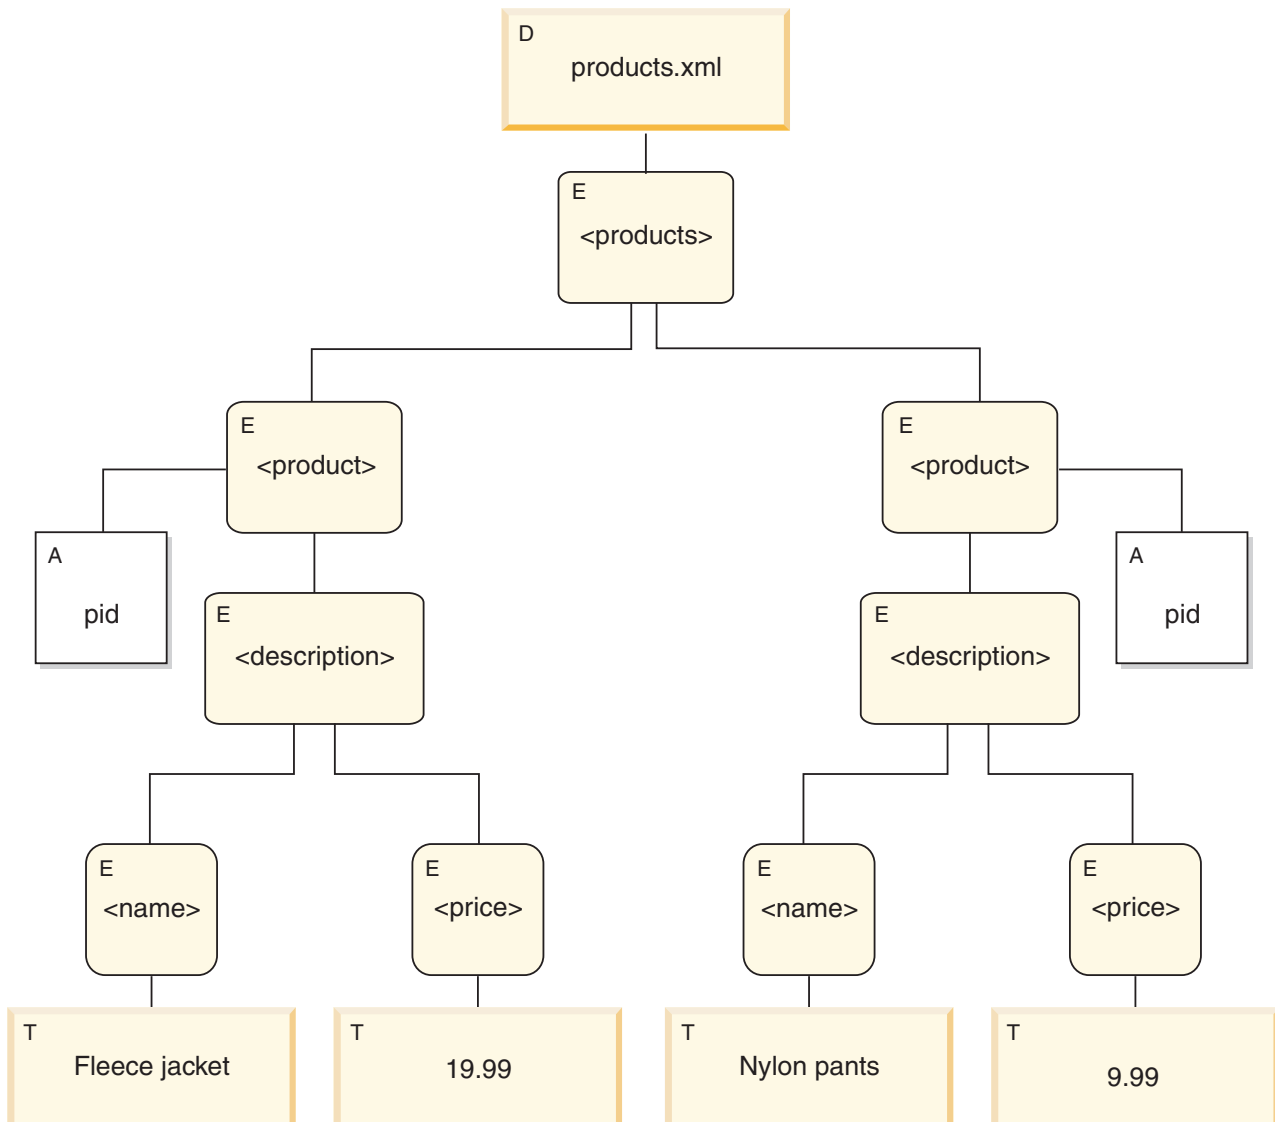 D
products.xml
E
<products>
E
<product>
E
<product>
A
pid
E
<description>
E
<description>
A
pid
E
<name>
E
<price>
E
<name>
E
<price>
T
Fleece jacket
T
19.99
T
Nylon pants
T
9.99